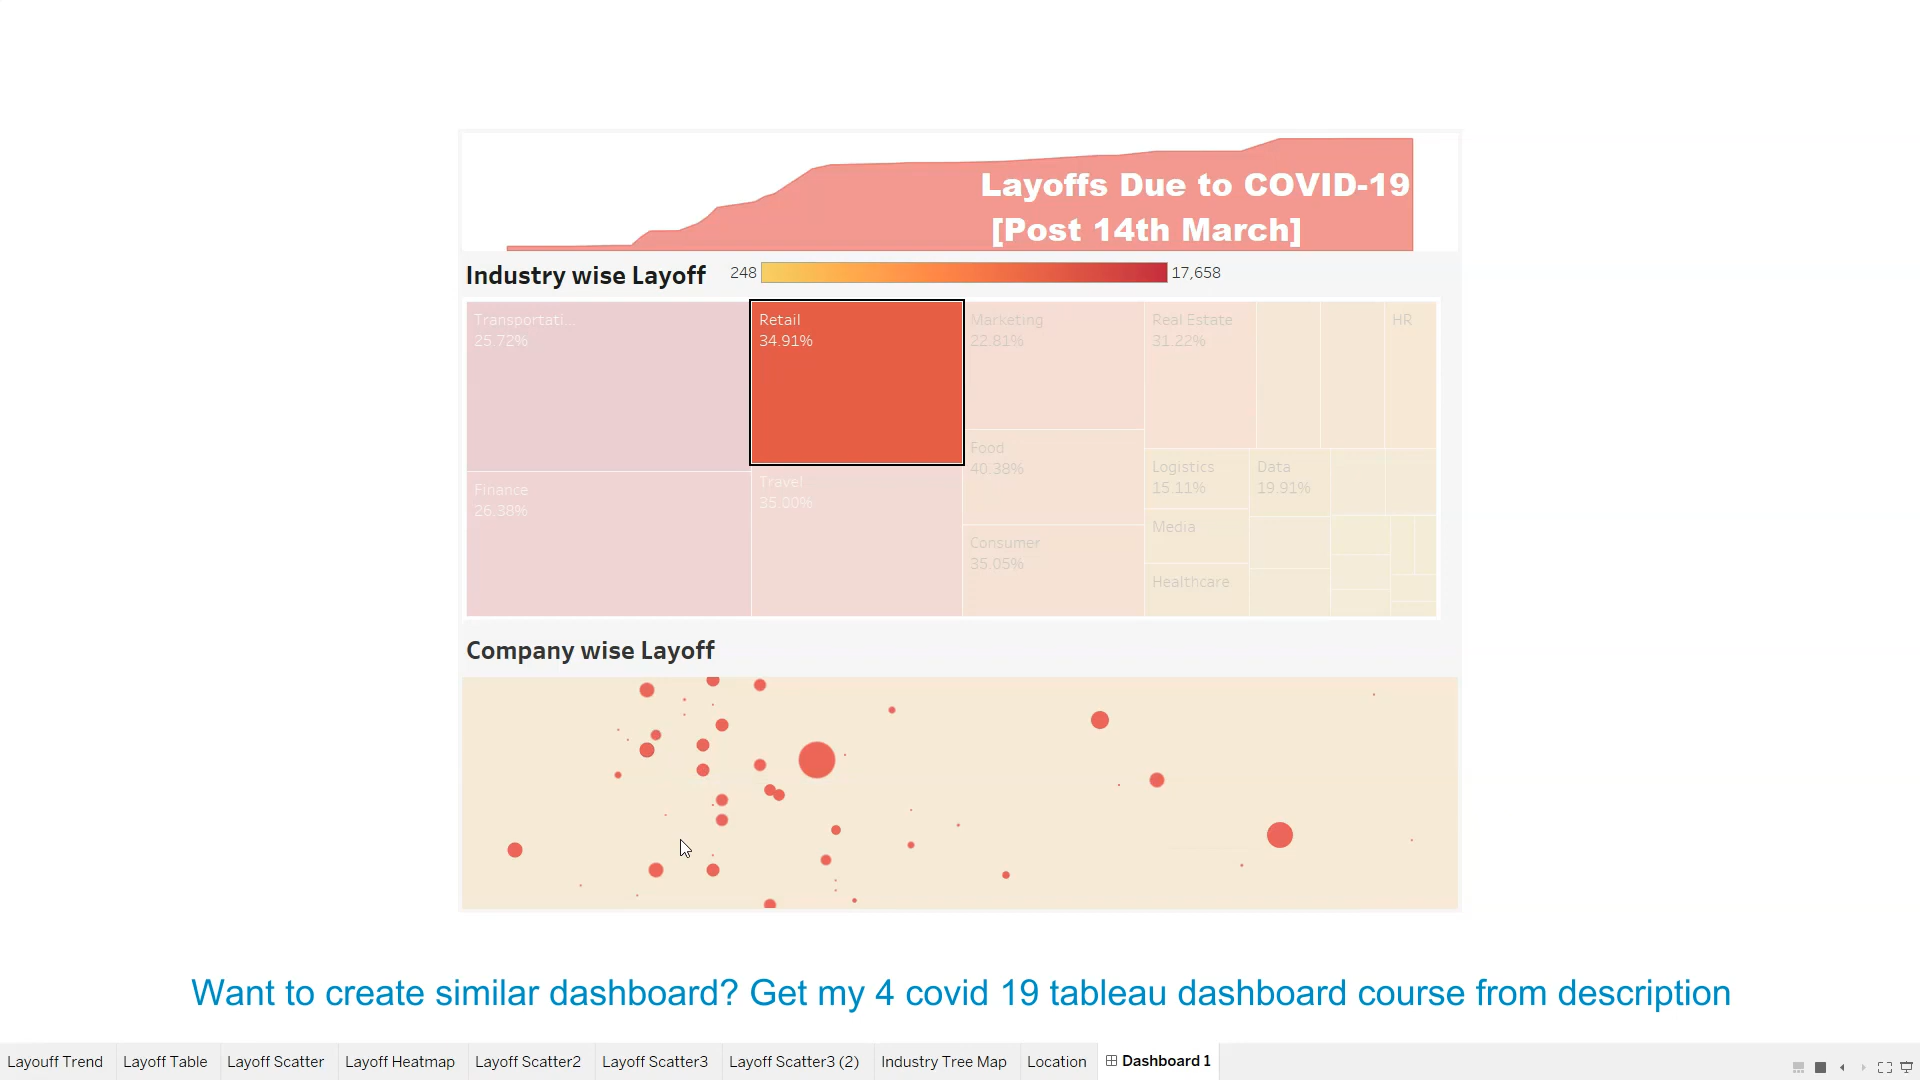 Layoffs Due to COVID-19
[Post 14th March]
Industry wise Layoff
248
17,658
Transportati...
25.72%
Retail
34.91%
Marketing
22.81%
Real Estate
31.22%
HR
Food
40.38%
Logistics
15.11%
Data
19.91%
Finance
26.38%
Travel
35.00%
Media
Consumer
35.05%
Healthcare
Company wise Layoff
Want to create similar dashboard? Get my 4 covid 19 tableau dashboard course from description
Layouff Trend
Layoff Table
Layoff Scatter
Layoff Heatmap
Layoff Scatter2
Layoff Scatter3
Layoff Scatter3 (2)
Industry Tree Map
Location
Dashboard 1